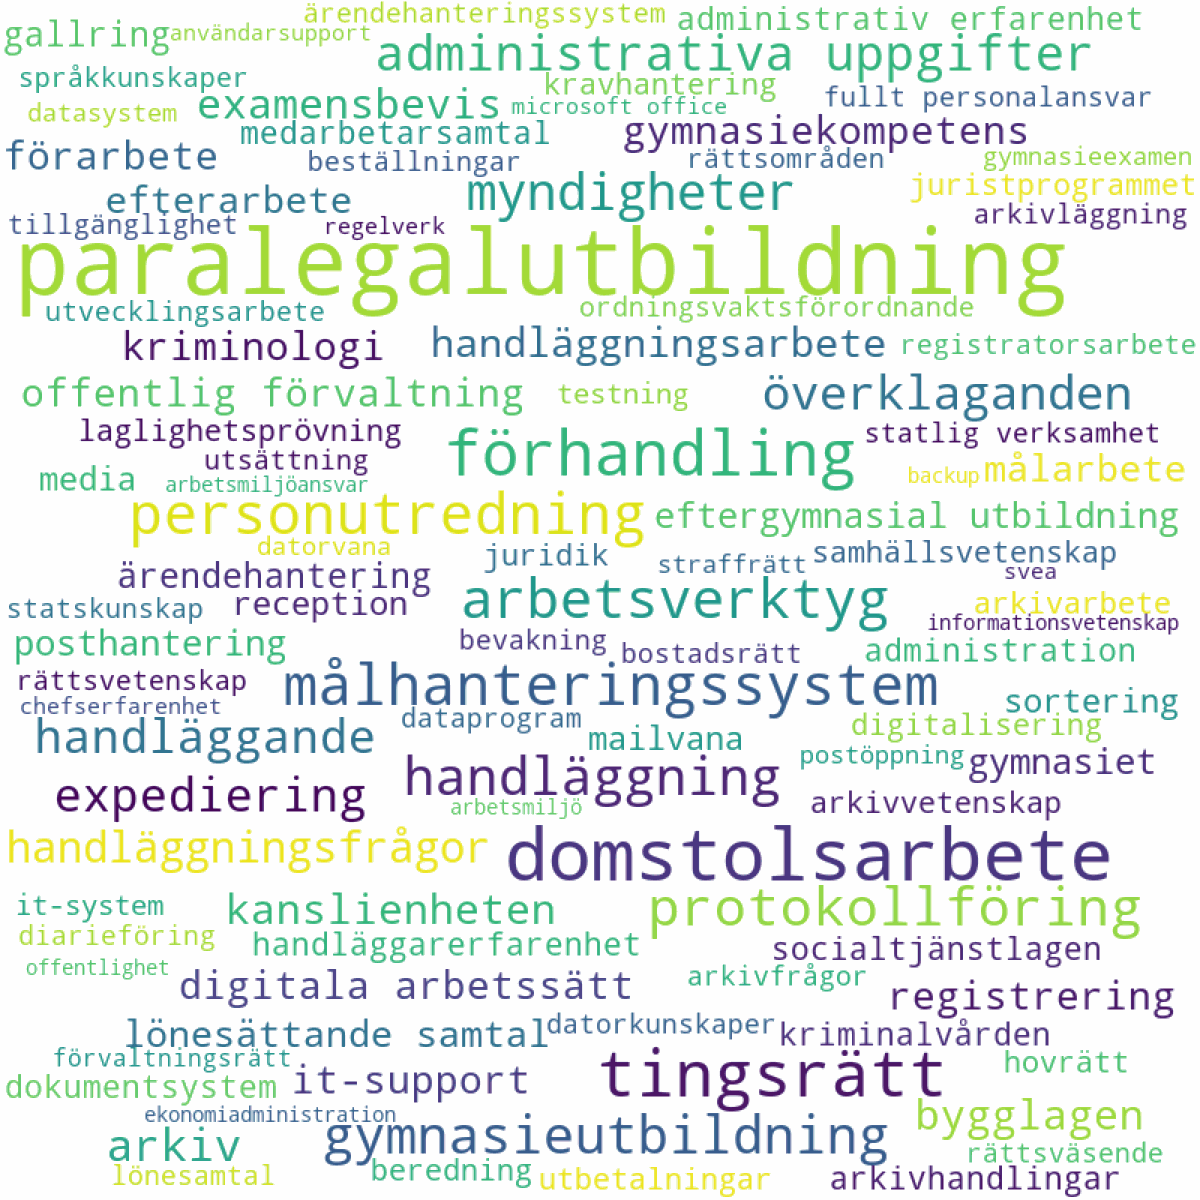 ärendehanteringssystem
administrativ erfarenhet
gallring
användarsupport
administrativa uppgifter
språkkunskaper
kravhantering
fullt personalansvar
datasystem
examensbevis
microsoft office
medarbetarsamtal
gymnasiekompetens
förarbete
beställningar
rättsområden
gymnasieexamen
efterarbete
myndigheter
juristprogrammet
tillgänglighet
regelverk
arkivläggning
paralegalutbildning
utvecklingsarbete
ordningsvaktsförordnande
kriminologi
handläggningsarbete
registratorsarbete
offentlig förvaltning
testning
överklaganden
laglighetsprövning
förhandling
statlig verksamhet
utsättning
media
arbetsmiljöansvar
backup
målarbete
personutredning
eftergymnasial utbildning
datorvana
juridik
straffrätt
samhällsvetenskap
ärendehantering
svea
statskunskap
reception
arbetsverktyg
arkivarbete
informationsvetenskap
posthantering
bevakning
bostadsrätt
administration
rättsvetenskap
målhanteringssystem
sortering
chefserfarenhet
dataprogram
digitalisering
handläggande
mailvana
postöppning
gymnasiet
expediering
handläggning
arbetsmiljö
arkivvetenskap
handläggningsfrågor
domstolsarbete
it-system
kanslienheten
protokollföring
diarieföring
handläggarerfarenhet
socialtjänstlagen
offentlighet
digitala arbetssätt
arkivfrågor
registrering
lönesättande samtal
datorkunskaper
kriminalvården
förvaltningsrätt
it-support
tingsrätt
hovrätt
dokumentsystem
ekonomiadministration
bygglagen
arkiv
gymnasieutbildning
rättsväsende
lönesamtal
beredning
utbetalningar
arkivhandlingar